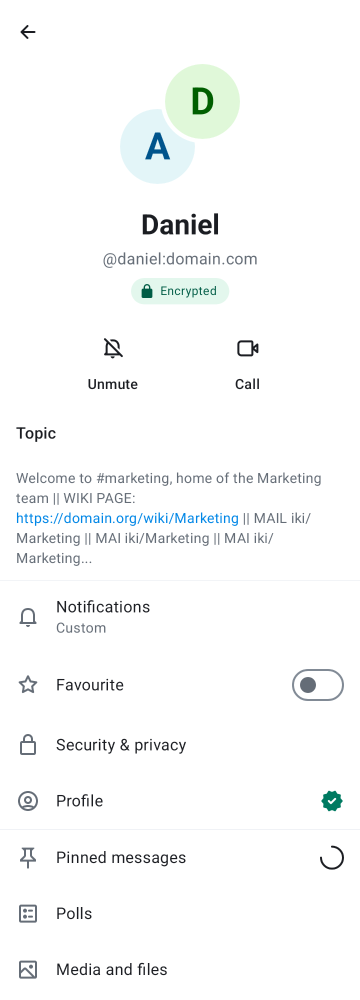 D
A
Daniel
@daniel:domain.com
Encrypted
Unmute
Call
Topic
Welcome to #marketing, home of the Marketing
team || WIKI PAGE:
https://domain.org/wiki/Marketing || MAIL iki/
Marketing || MAI iki/Marketing || MAI iki/
Marketing...
Notifications
Custom
Favourite
Security & privacy
Profile
Pinned messages
Polls
Media and files